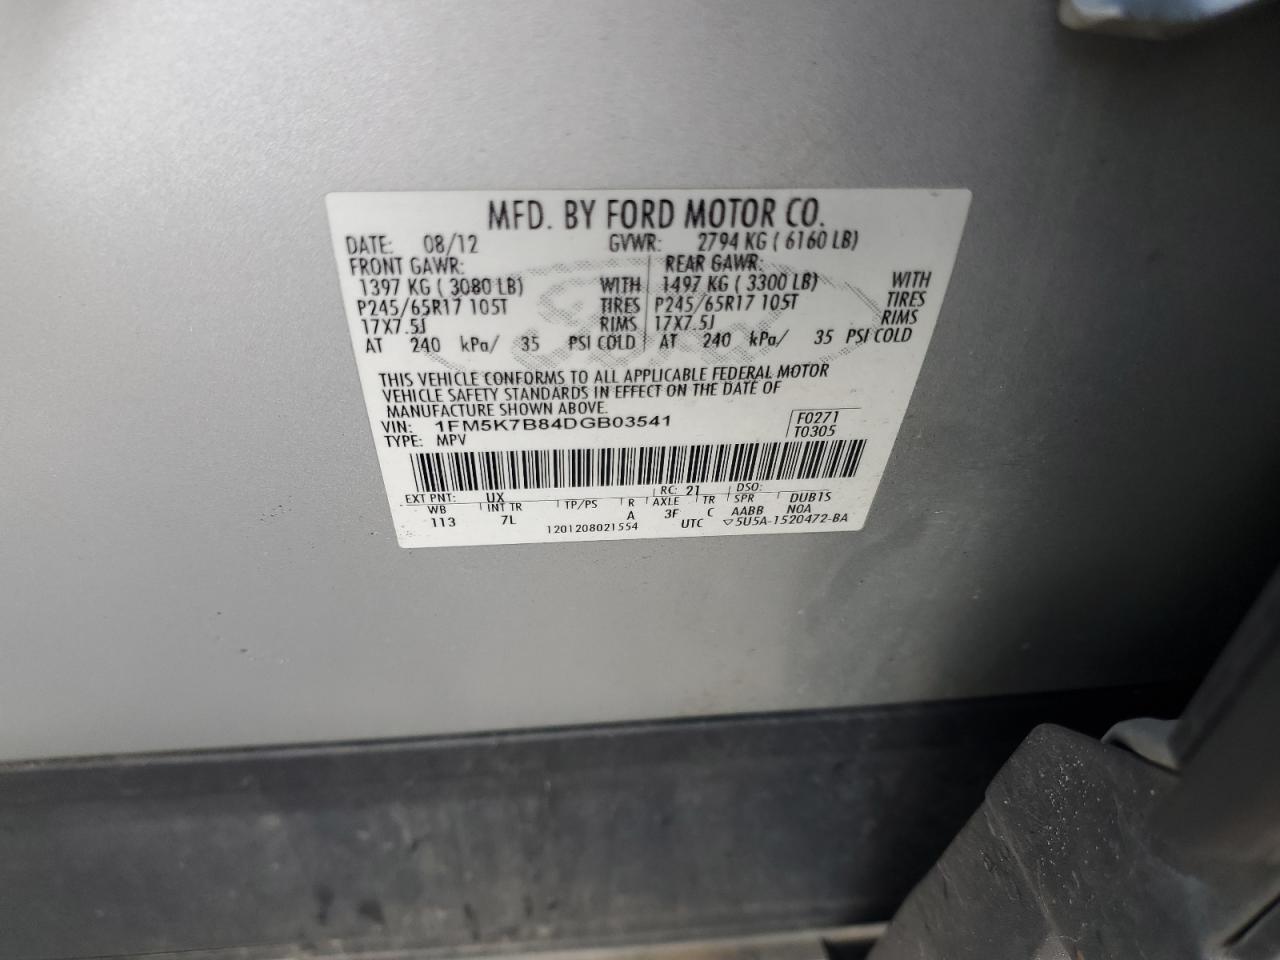 MFD. BY FORD MOTOR CO.
DATE: 08/12 GVWR: 2794 KG ( 6160 LB)
FRONT GAWR: REAR GAWR:
1397 KG ( 3080 LB) WITH 1497 KG ( 3300 LB) WITH
P245/65R17 105T TIRES P245/65R17 105T TIRES
17X7.5J RIMS 17X7.5J RIMS
AT 240 kPa/ 35 PSI COLD AT 240 kPa/ 35 PSI COLD
THIS VEHICLE CONFORMS TO ALL APPLICABLE FEDERAL MOTOR
VEHICLE SAFETY STANDARDS IN EFFECT ON THE DATE OF
MANUFACTURE SHOWN ABOVE.
VIN: 1FM5K7B84DGB03541 F0271
TYPE: MPV T0305
EXT PNT: UX RC: 21 DSO:
WB INT TR TP/PS R AXLE TR SPR DUB1S
113 7L A 3F C AABB NOA
1201208021554 UTC ▽5U5A-1520472-BA